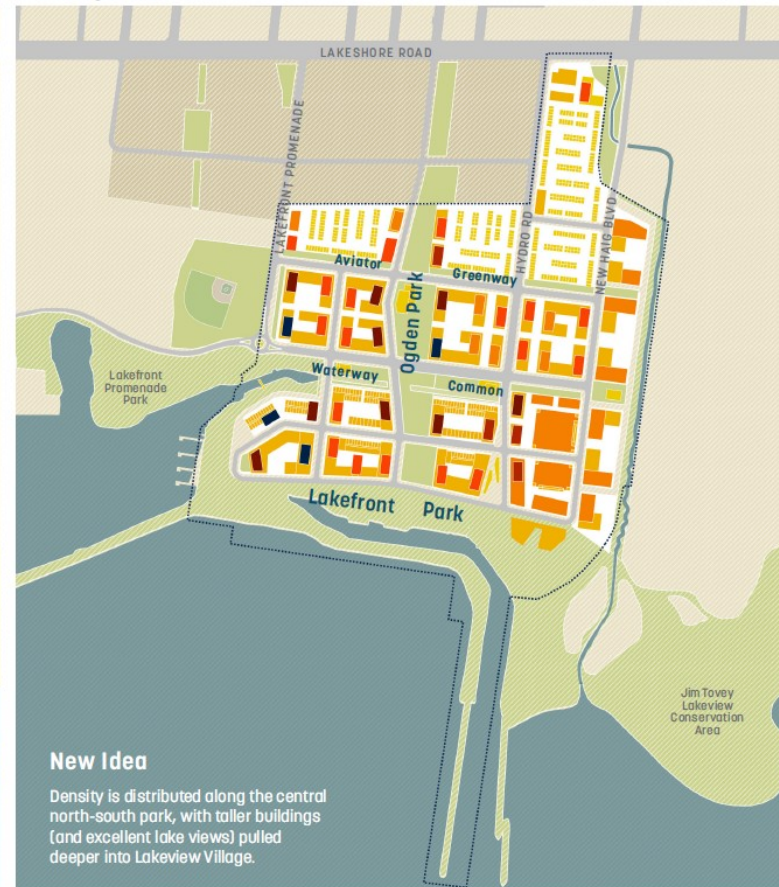 LAKESHORE ROAD
LAKEFRONT PROMENADE
HYDRO RD
NEW HAIG BLVD
Aviator
Greenway
Ogden Park
Waterway
Common
Lakefront
Promenade
Park
Lakefront Park
Jim Tovey
Lakeview
Conservation
Area
New Idea
Density is distributed along the central
north-south park, with taller buildings
(and excellent lake views) pulled
deeper into Lakeview Village.